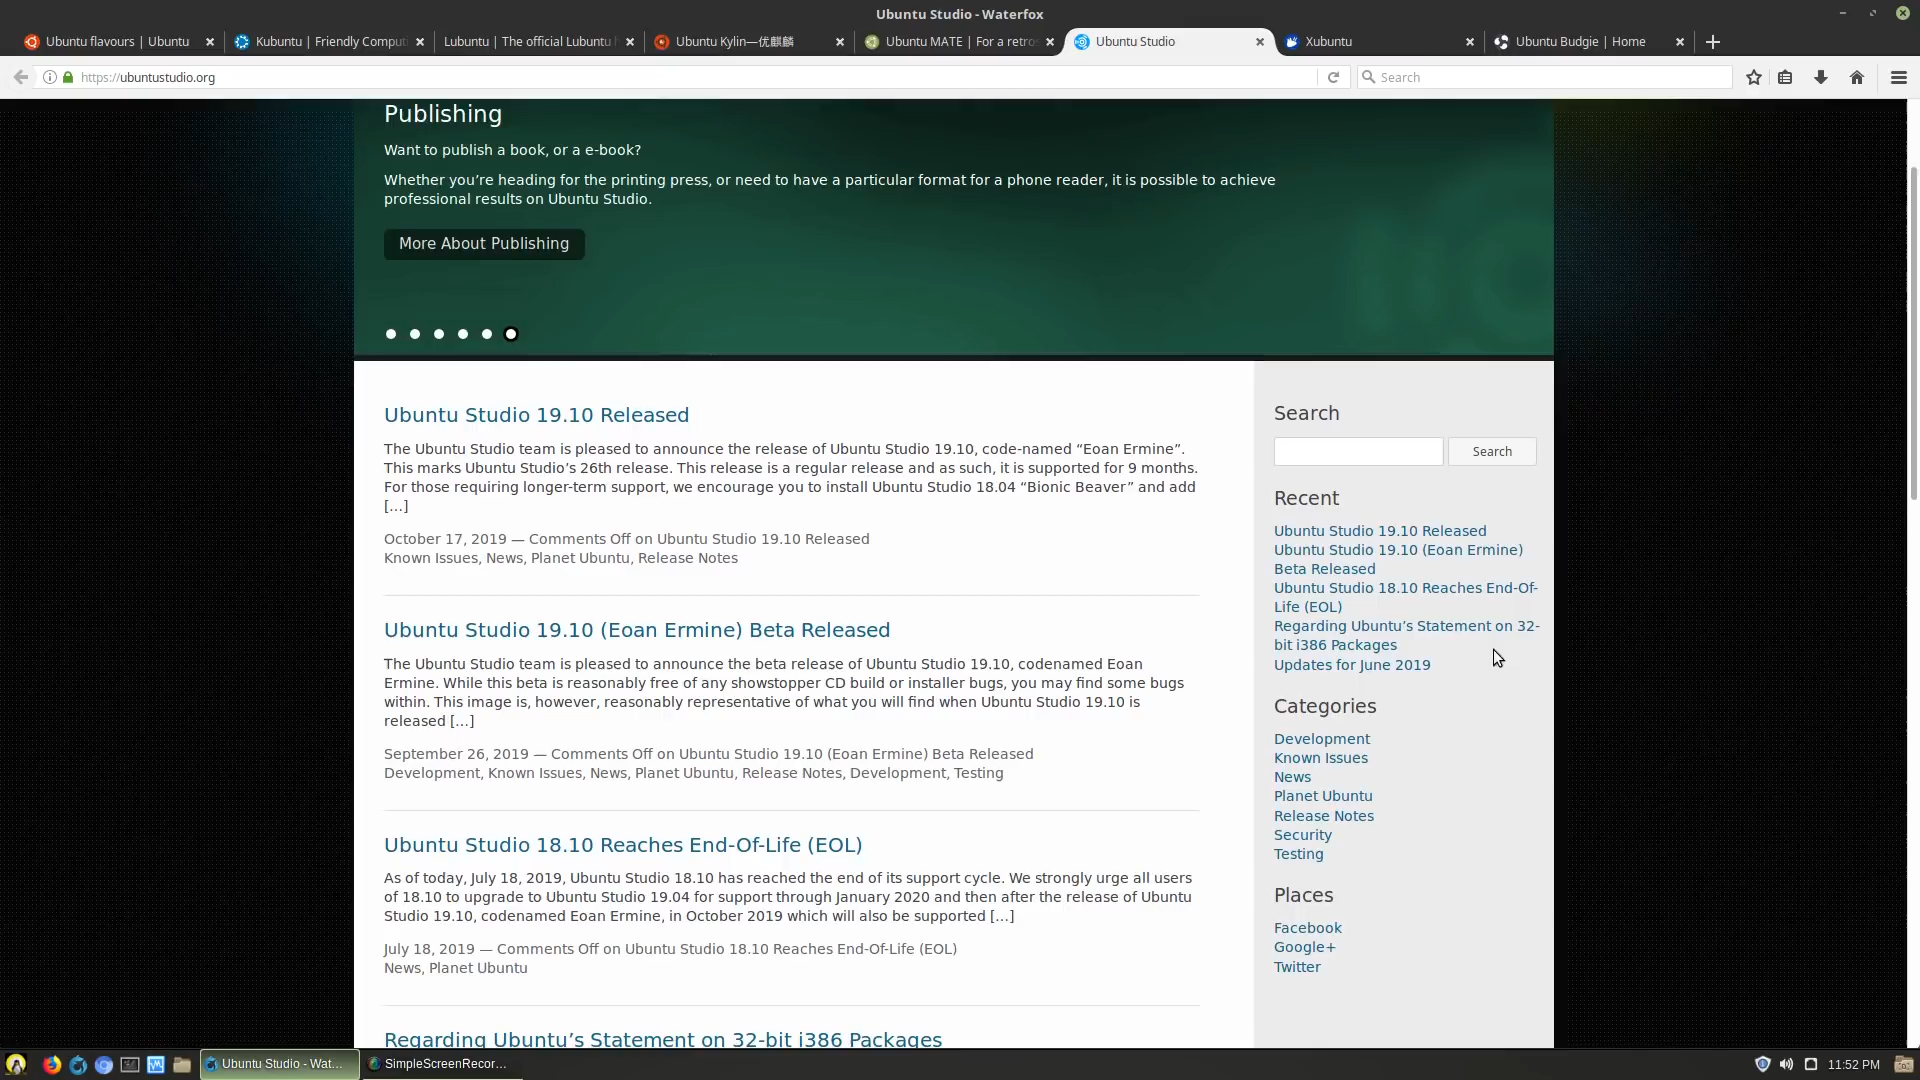 Ubuntu Studio - Waterfox
Ubuntu flavours | Ubuntu
Kubuntu | Friendly Comput
Lubuntu | The official Lubuntu
Ubuntu Kylin—优麒麟
Ubuntu MATE | For a retro
Ubuntu Studio
Xubuntu
Ubuntu Budgie | Home
https://ubuntustudio.org
Search
Publishing
Want to publish a book, or a e-book?
Whether you’re heading for the printing press, or need to have a particular format for a phone reader, it is possible to achieve
professional results on Ubuntu Studio.
More About Publishing
Ubuntu Studio 19.10 Released
The Ubuntu Studio team is pleased to announce the release of Ubuntu Studio 19.10, code-named “Eoan Ermine”.
This marks Ubuntu Studio’s 26th release. This release is a regular release and as such, it is supported for 9 months.
For those requiring longer-term support, we encourage you to install Ubuntu Studio 18.04 “Bionic Beaver” and add
[…]
October 17, 2019 — Comments Off on Ubuntu Studio 19.10 Released
Known Issues, News, Planet Ubuntu, Release Notes
Ubuntu Studio 19.10 (Eoan Ermine) Beta Released
The Ubuntu Studio team is pleased to announce the beta release of Ubuntu Studio 19.10, codenamed Eoan
Ermine. While this beta is reasonably free of any showstopper CD build or installer bugs, you may find some bugs
within. This image is, however, reasonably representative of what you will find when Ubuntu Studio 19.10 is
released […]
September 26, 2019 — Comments Off on Ubuntu Studio 19.10 (Eoan Ermine) Beta Released
Development, Known Issues, News, Planet Ubuntu, Release Notes, Development, Testing
Ubuntu Studio 18.10 Reaches End-Of-Life (EOL)
As of today, July 18, 2019, Ubuntu Studio 18.10 has reached the end of its support cycle. We strongly urge all users
of 18.10 to upgrade to Ubuntu Studio 19.04 for support through January 2020 and then after the release of Ubuntu
Studio 19.10, codenamed Eoan Ermine, in October 2019 which will also be supported […]
July 18, 2019 — Comments Off on Ubuntu Studio 18.10 Reaches End-Of-Life (EOL)
News, Planet Ubuntu
Regarding Ubuntu’s Statement on 32-bit i386 Packages
Search
Search
Recent
Ubuntu Studio 19.10 Released
Ubuntu Studio 19.10 (Eoan Ermine)
Beta Released
Ubuntu Studio 18.10 Reaches End-Of-
Life (EOL)
Regarding Ubuntu’s Statement on 32-
bit i386 Packages
Updates for June 2019
Categories
Development
Known Issues
News
Planet Ubuntu
Release Notes
Security
Testing
Places
Facebook
Google+
Twitter
Ubuntu Studio - Wat...
SimpleScreenRecor...
11:52 PM